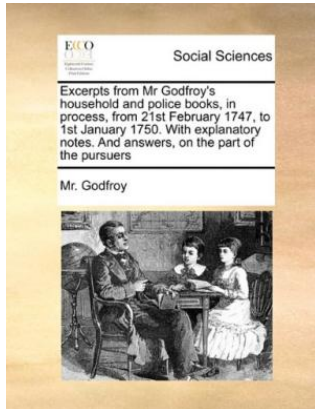 ECCO
Social Sciences
Excerpts from Mr Godfroy's
household and police books, in
process, from 21st February 1747, to
1st January 1750. With explanatory
notes. And answers, on the part of
the pursuers
Mr. Godfroy